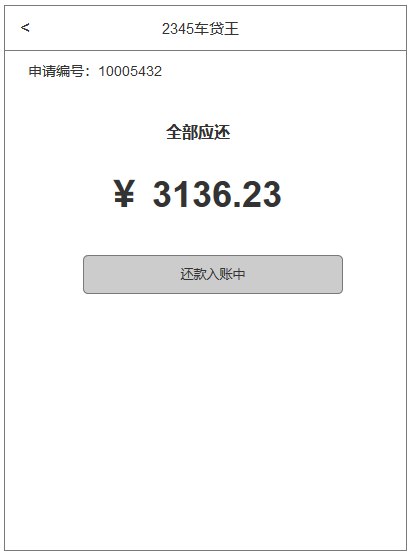 <
2345车贷王
申请编号：10005432
全部应还
￥ 3136.23
还款入账中